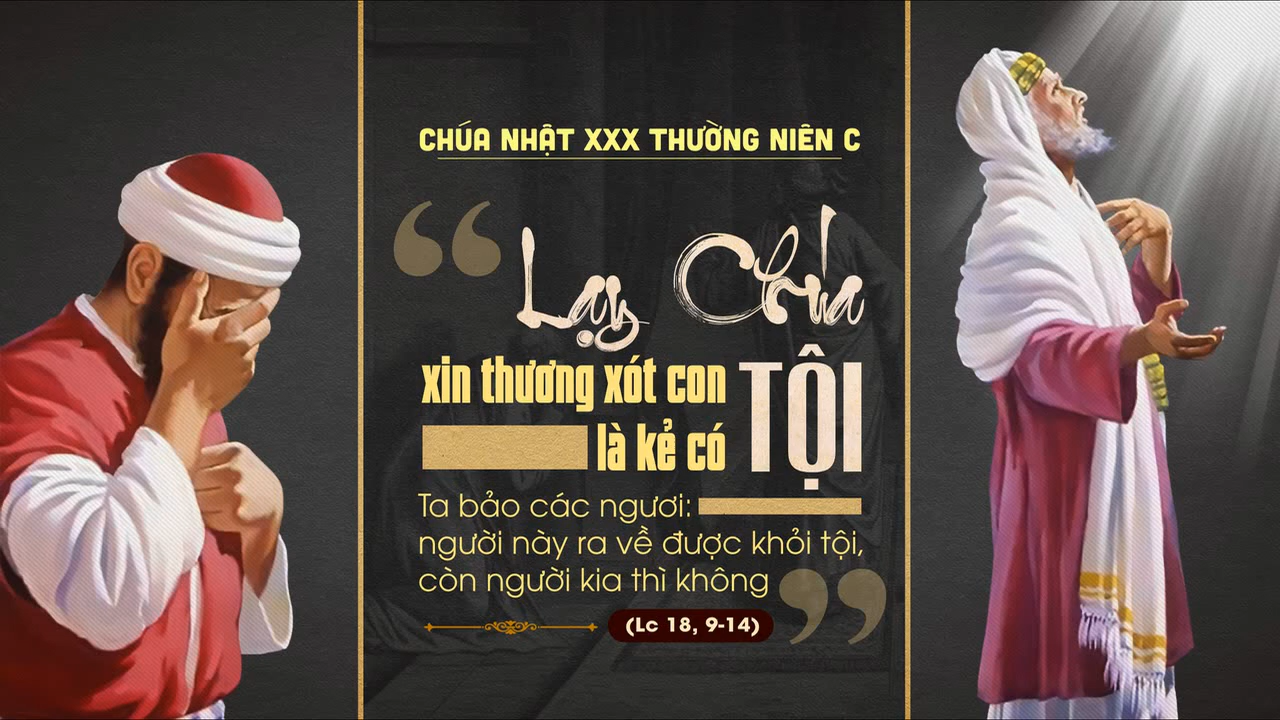 CHÚA NHẬT XXX THƯỜNG NIÊN C
“Lạy Chúa
xin thương xót con
là kẻ có TỘI
Ta bảo các ngươi:
người này ra về được khỏi tội,
còn người kia thì không”
(Lc 18, 9-14)